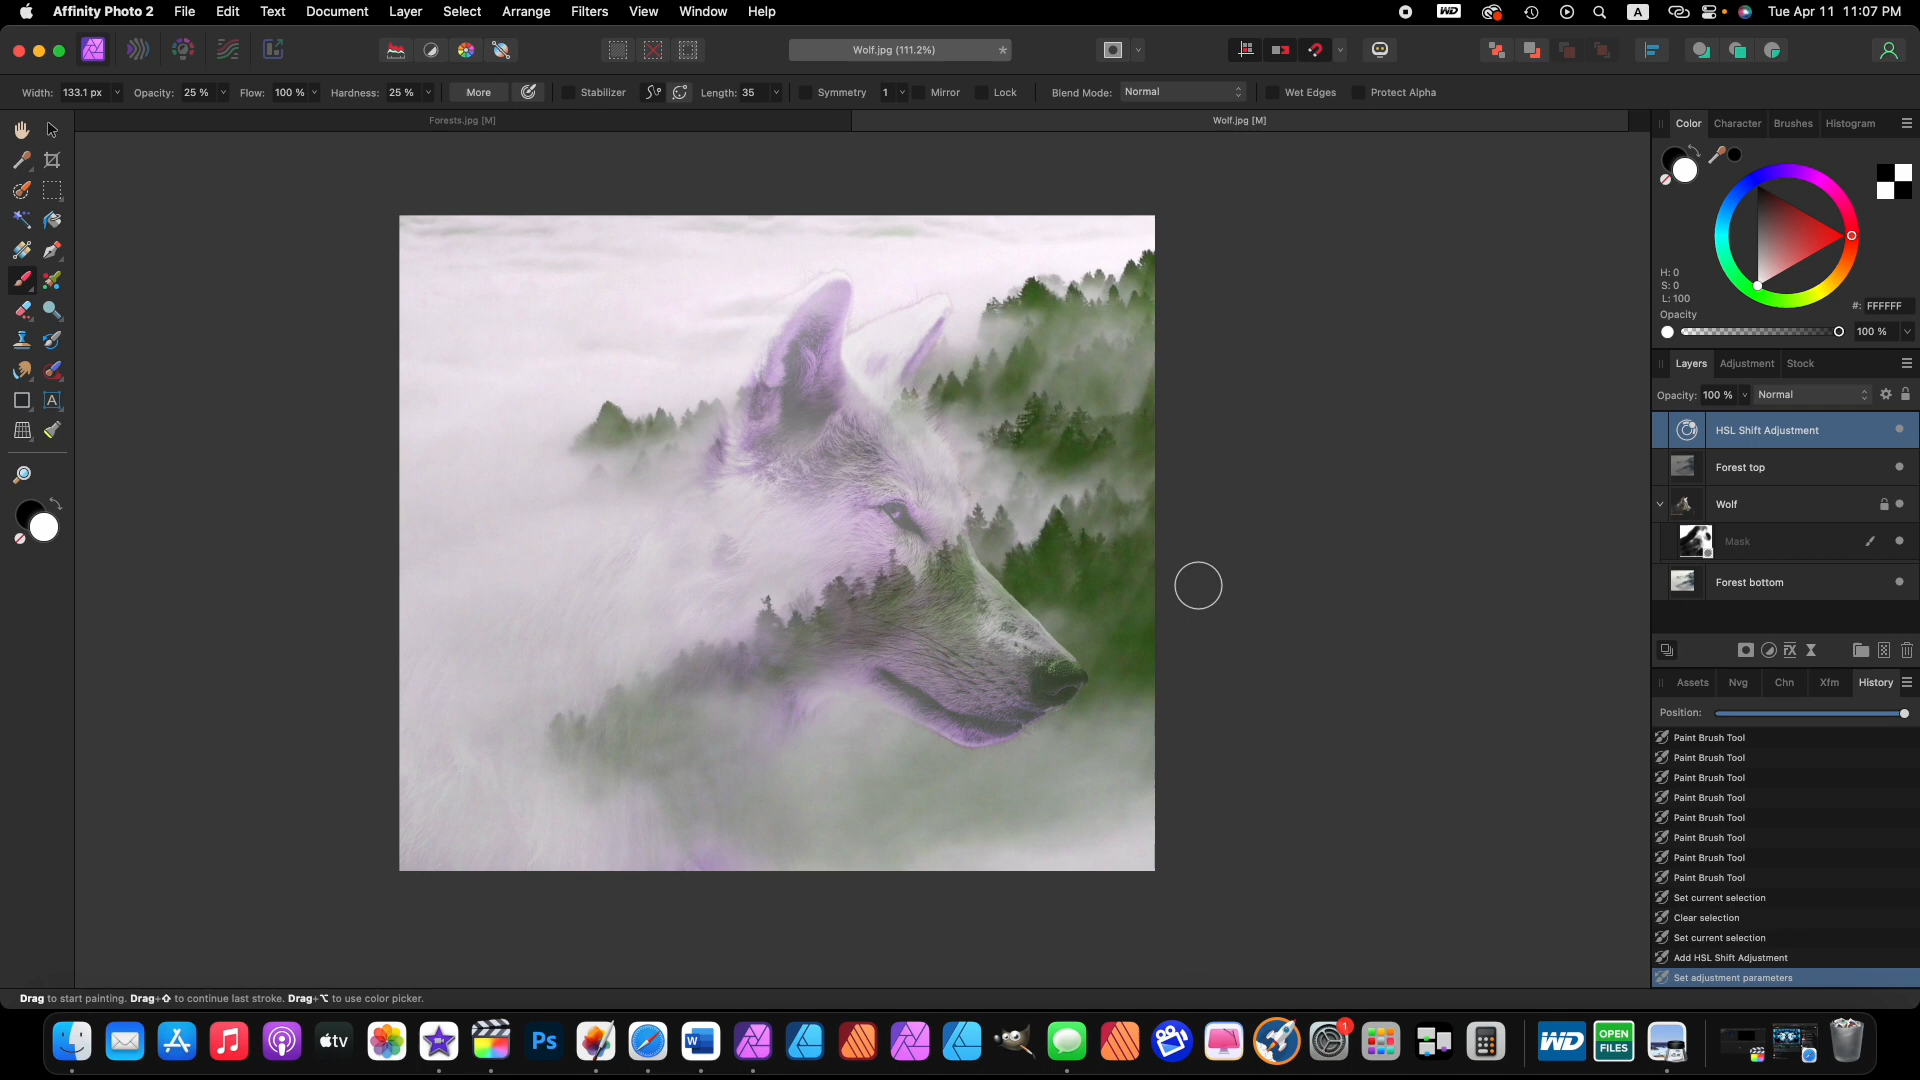 Affinity Photo 2 File Edit Text Document Layer Select Arrange Filters View Window Help WD A Tue Apr 11 11:07 PM
Wolf.jpg (111.2%) *
Width: 133.1 px Opacity: 25 % Flow: 100 % Hardness: 25 % More Stabilizer Length: 35 Symmetry 1 Mirror Lock Blend Mode: Normal Wet Edges Protect Alpha
Forests.jpg [M] Wolf.jpg [M]
Color Character Brushes Histogram
H: 0
S: 0
L: 100
#: FFFFFF
Opacity
100 %
Layers Adjustment Stock
Opacity: 100 % Normal
HSL Shift Adjustment
Forest top
Wolf
Mask
Forest bottom
Assets Nvg Chn Xfm History
Position:
Paint Brush Tool
Paint Brush Tool
Paint Brush Tool
Paint Brush Tool
Paint Brush Tool
Paint Brush Tool
Paint Brush Tool
Paint Brush Tool
Set current selection
Clear selection
Set current selection
Add HSL Shift Adjustment
Set adjustment parameters
Drag to start painting. Drag+⇧ to continue last stroke. Drag+⌥ to use color picker.
tv Ps W 1 WD OPEN FILES